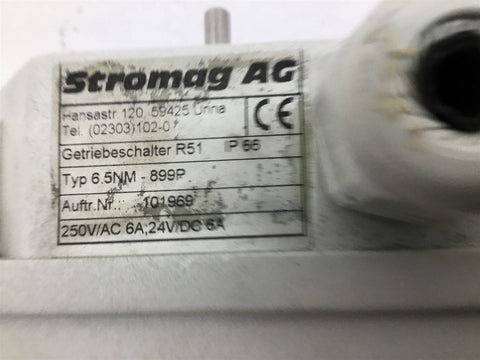 Stromag AG
Hansastr 120, 59425 Unna
Tel. (02303)102-0
CE
Getriebeschalter R51 IP 66
Typ 6.5NM - 899P
Auftr.Nr.: 101969
250V/AC 6A;24V/DC 6A